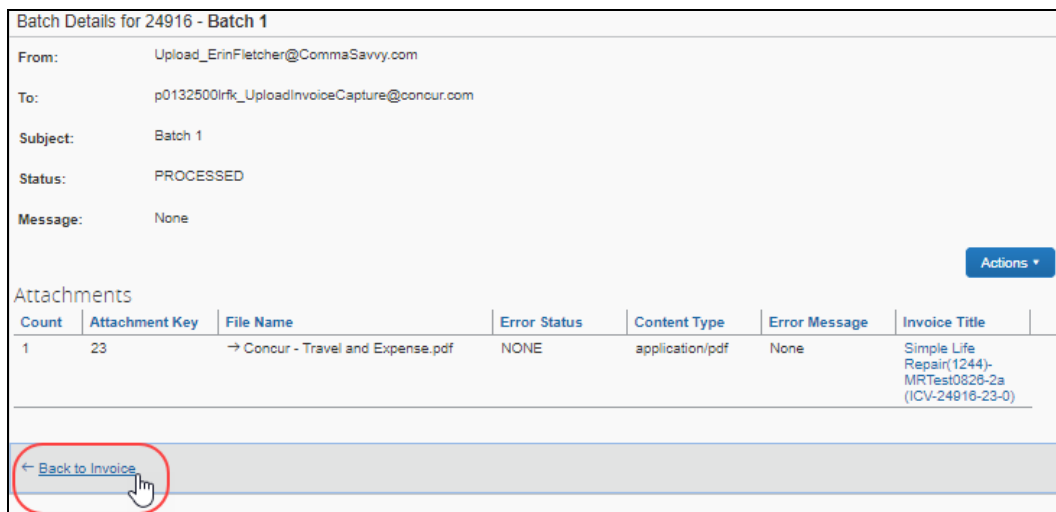 Batch Details for 24916 - Batch 1
From: Upload_ErinFletcher@CommaSavvy.com
To: p0132500lrfk_UploadInvoiceCapture@concur.com
Subject: Batch 1
Status: PROCESSED
Message: None
Actions
Attachments
Count Attachment Key File Name Error Status Content Type Error Message Invoice Title
1 23 → Concur - Travel and Expense.pdf NONE application/pdf None Simple Life
Repair(1244)-
MRTest0826-2a
(ICV-24916-23-0)
← Back to Invoice